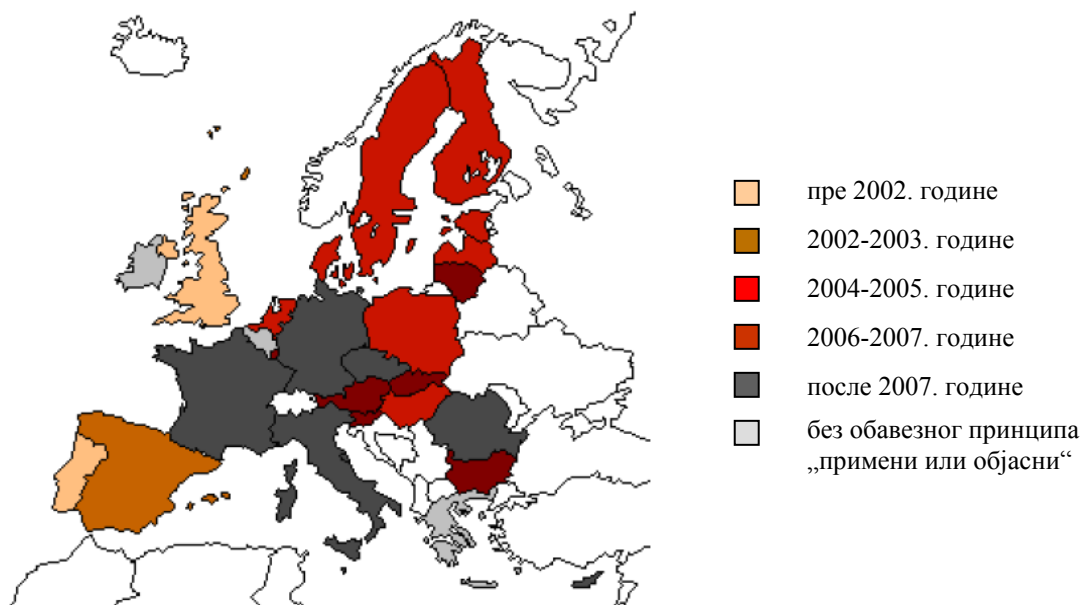 пре 2002. године
2002-2003. године
2004-2005. године
2006-2007. године
после 2007. године
без обавезног принципа
„примени или објасни“